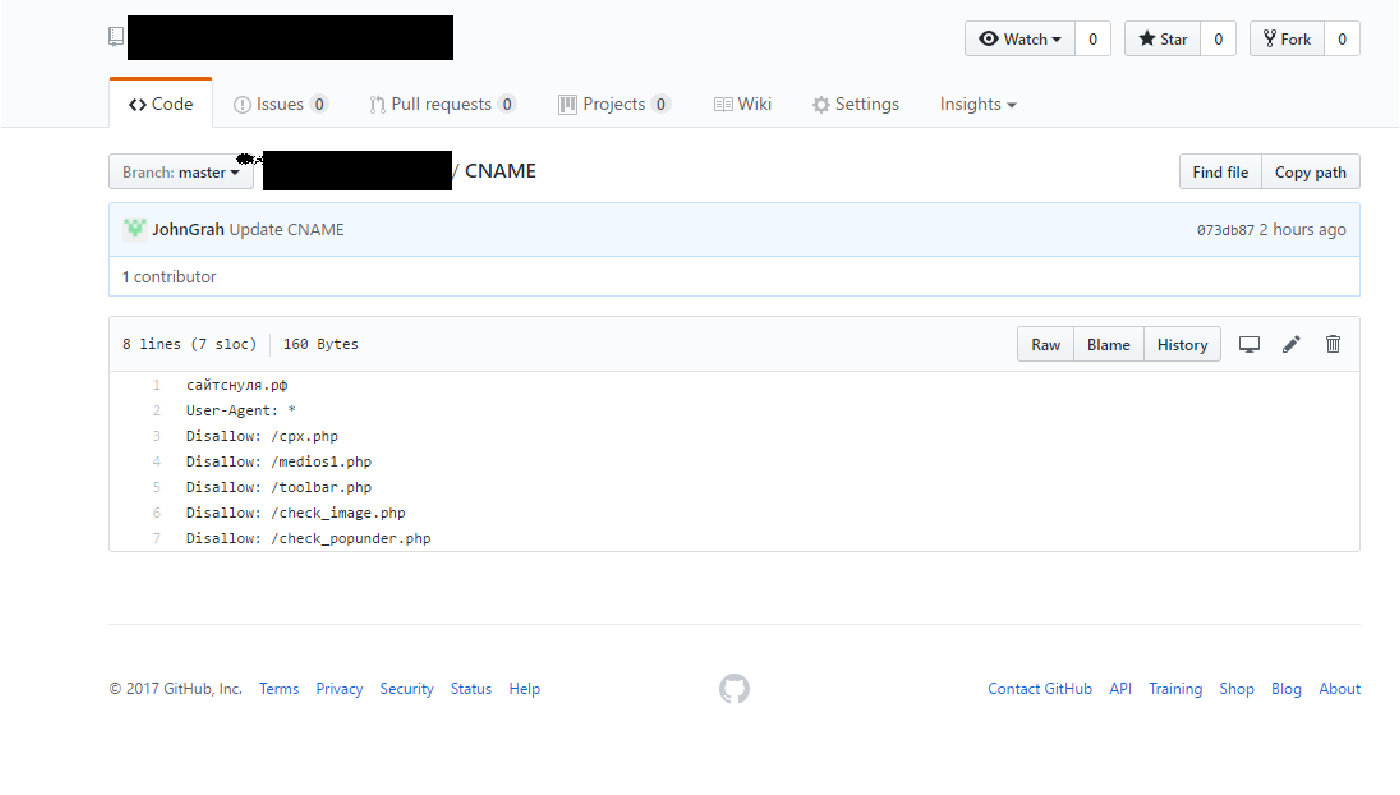 Watch 0 Star 0 Fork 0
Code Issues 0 Pull requests 0 Projects 0 Wiki Settings Insights
Branch: master / CNAME Find file Copy path
JohnGrah Update CNAME 073db87 2 hours ago
1 contributor
8 lines (7 sloc) 160 Bytes Raw Blame History
1 сайтснуля.рф
2 User-Agent: *
3 Disallow: /cpx.php
4 Disallow: /medios1.php
5 Disallow: /toolbar.php
6 Disallow: /check_image.php
7 Disallow: /check_popunder.php
© 2017 GitHub, Inc. Terms Privacy Security Status Help Contact GitHub API Training Shop Blog About